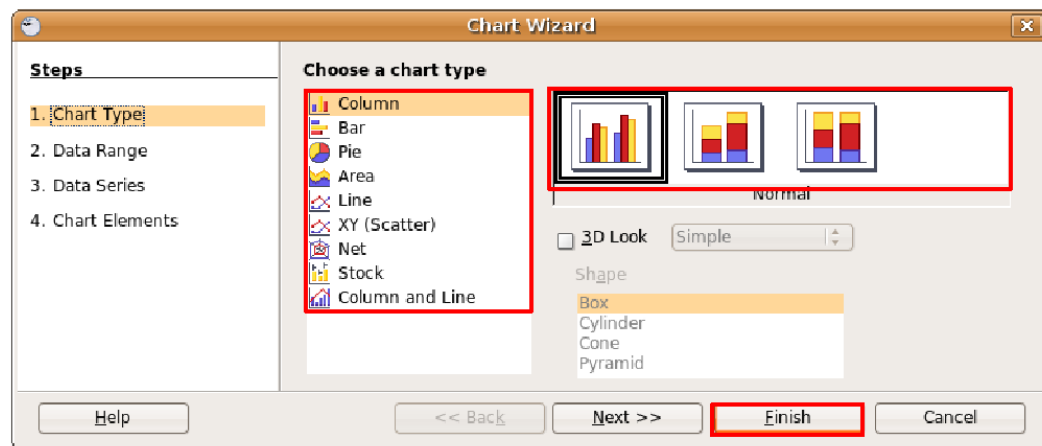 Chart Wizard
Steps
1. Chart Type
2. Data Range
3. Data Series
4. Chart Elements
Choose a chart type
Column
Bar
Pie
Area
Line
XY (Scatter)
Net
Stock
Column and Line
Normal
3D Look Simple
Shape
Box
Cylinder
Cone
Pyramid
Help << Back Next >> Finish Cancel